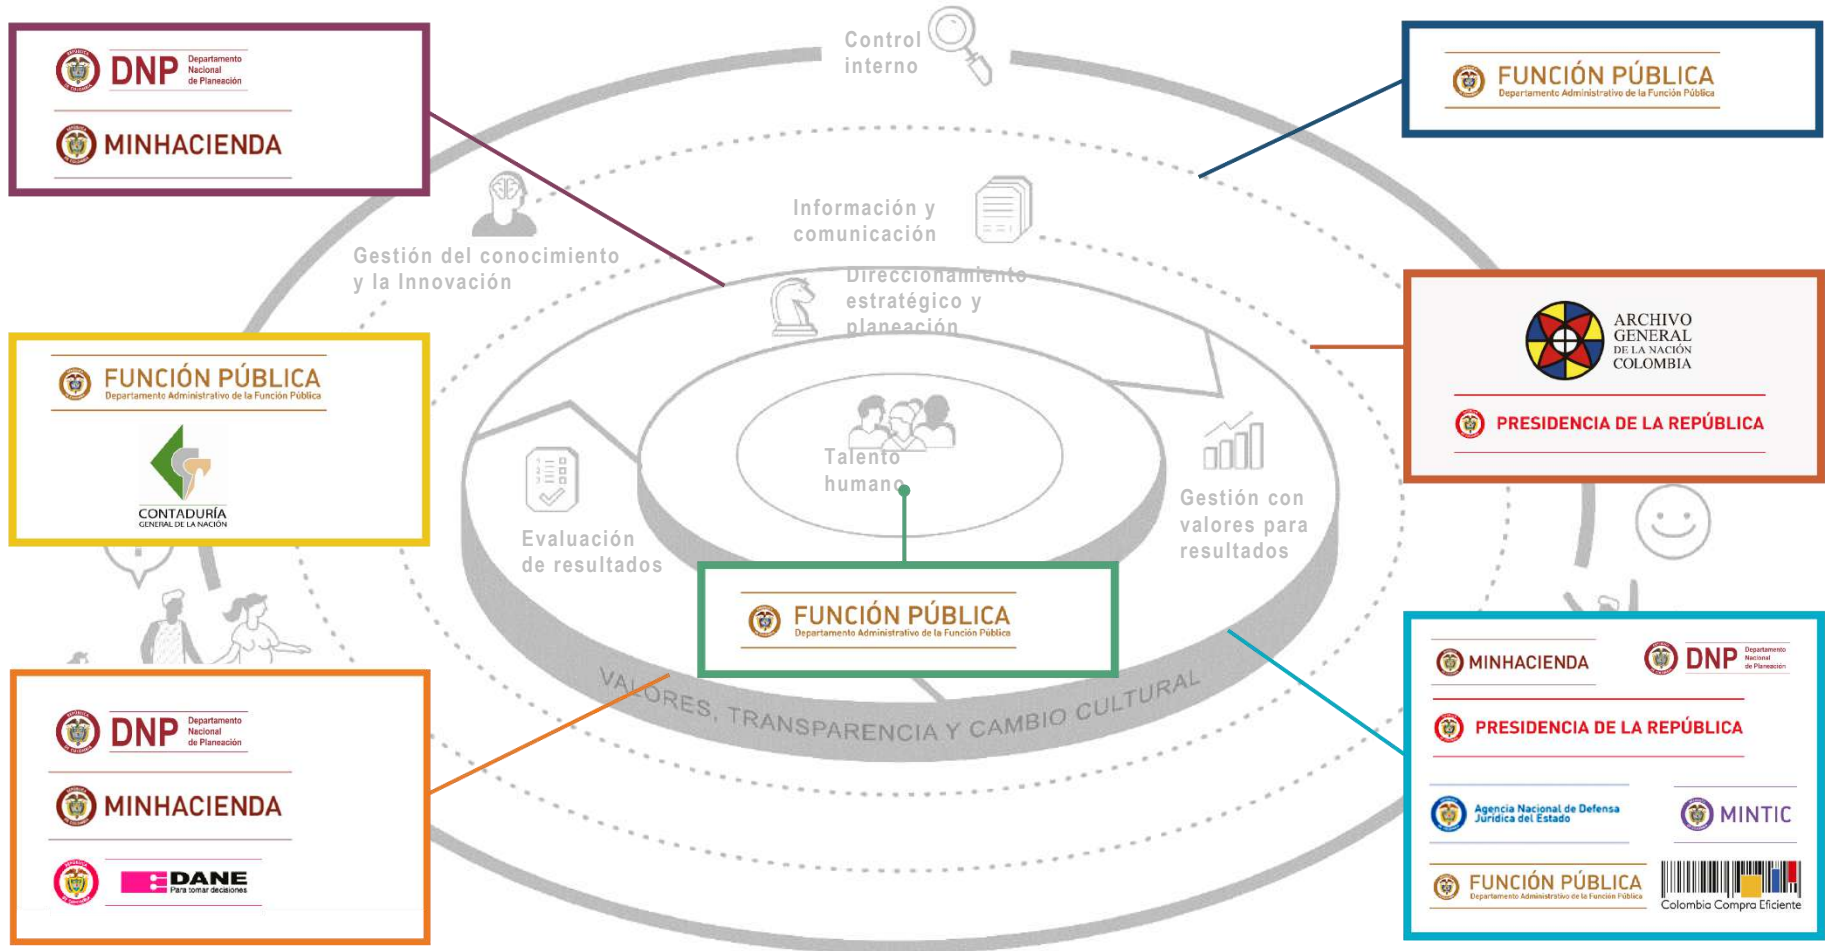 DNP
Departamento
Nacional
de Planeación
MINHACIENDA
Control
interno
FUNCIÓN PÚBLICA
Departamento Administrativo de la Función Pública
Gestión del conocimiento
y la Innovación
Información y
comunicación
Direccionamiento
estratégico y
planeación
ARCHIVO
GENERAL
DE LA NACIÓN
COLOMBIA
PRESIDENCIA DE LA REPÚBLICA
FUNCIÓN PÚBLICA
Departamento Administrativo de la Función Pública
CONTADURÍA
GENERAL DE LA NACIÓN
Talento
humano
Evaluación
de resultados
Gestión con
valores para
resultados
FUNCIÓN PÚBLICA
Departamento Administrativo de la Función Pública
VALORES, TRANSPARENCIA Y CAMBIO CULTURAL
DNP
Departamento
Nacional
de Planeación
MINHACIENDA
DANE
Para tomar decisiones
MINHACIENDA
DNP
Departamento
Nacional
de Planeación
PRESIDENCIA DE LA REPÚBLICA
Agencia Nacional de Defensa
Jurídica del Estado
MINTIC
FUNCIÓN PÚBLICA
Departamento Administrativo de la Función Pública
Colombia Compra Eficiente